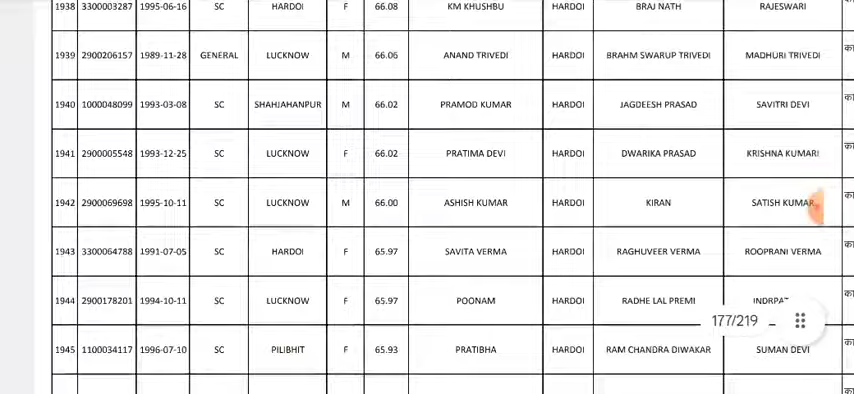 1938 3300003287 1995-06-16 SC HARDOI F 66.08 KM KHUSHBU HARDOI BRAJ NATH RAJESWARI
1939 2900206157 1989-11-28 GENERAL LUCKNOW M 66.06 ANAND TRIVEDI HARDOI BRAHM SWARUP TRIVEDI MADHURI TRIVEDI
1940 1000048099 1993-03-08 SC SHAHJAHANPUR M 66.02 PRAMOD KUMAR HARDOI JAGDEESH PRASAD SAVITRI DEVI
1941 2900005548 1993-12-25 SC LUCKNOW F 66.02 PRATIMA DEVI HARDOI DWARIKA PRASAD KRISHNA KUMARI
1942 2900069698 1995-10-11 SC LUCKNOW M 66.00 ASHISH KUMAR HARDOI KIRAN SATISH KUMAR
1943 3300064788 1991-07-05 SC HARDOI F 65.97 SAVITA VERMA HARDOI RAGHUVEER VERMA ROOPRANI VERMA
1944 2900178201 1994-10-11 SC LUCKNOW F 65.97 POONAM HARDOI RADHE LAL PREMI
177/219
1945 1100034117 1996-07-10 SC PILIBHIT F 65.93 PRATIBHA HARDOI RAM CHANDRA DIWAKAR SUMAN DEVI